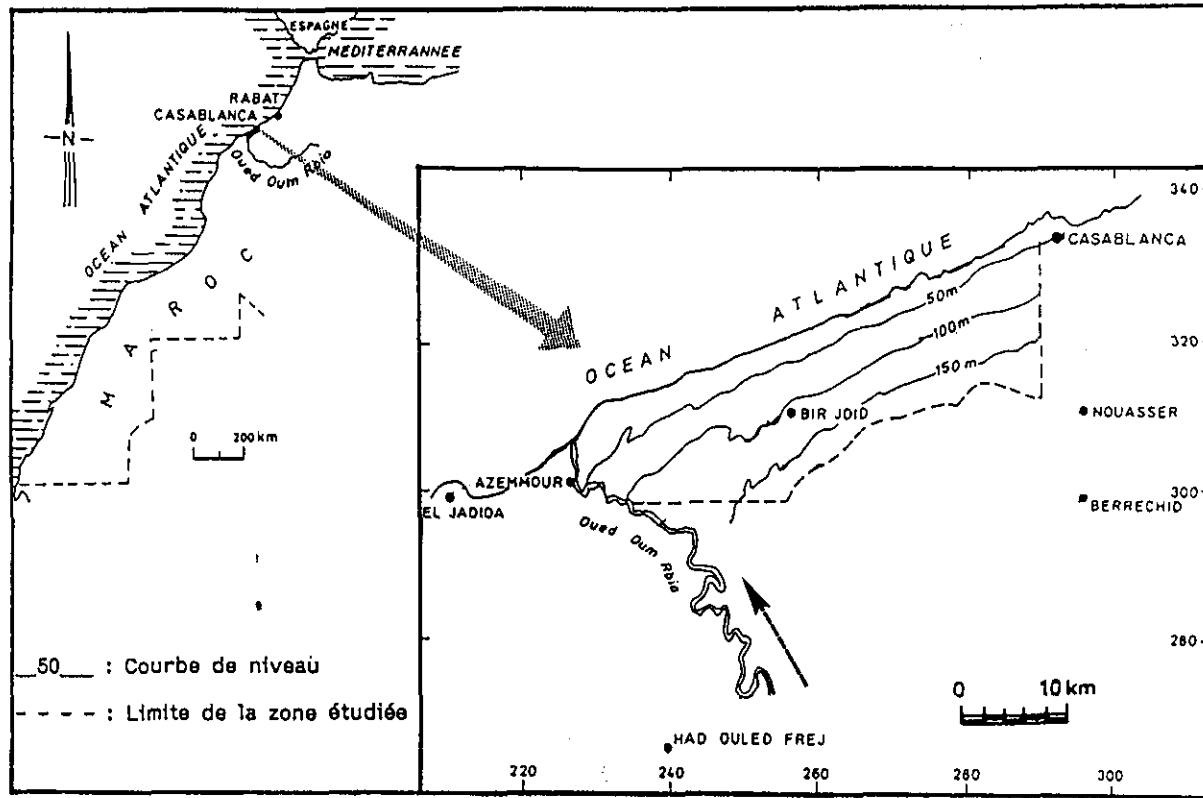 ESPAGNE
MEDITERRANNEE
RABAT
CASABLANCA
N
Oued Oum Rbia
OCEAN ATLANTIQUE
MAROC
0 200 km
340
CASABLANCA
OCEAN ATLANTIQUE
50m
100m
150m
320
BIR JDID
NOUASSER
AZEMMOUR
300
EL JADIDA
BERRECHID
Oued Oum Rbia
280
__50__ : Courbe de niveau
---- : Limite de la zone étudiée
0 10 km
HAD OULED FREJ
220 240 260 280 300